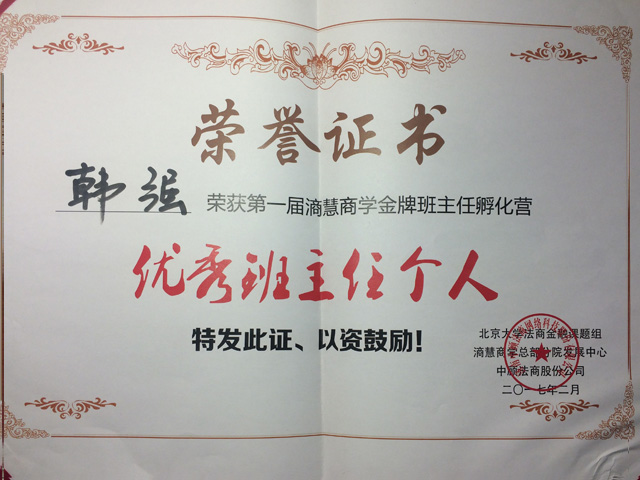 荣誉证书
韩强 荣获第一届滴慧商学金牌班主任孵化营
优秀班主任个人
特发此证、以资鼓励!
北京大学法商金融课题组
滴慧商学总部分院发展中心
中顺法商股份公司
二〇一七年二月